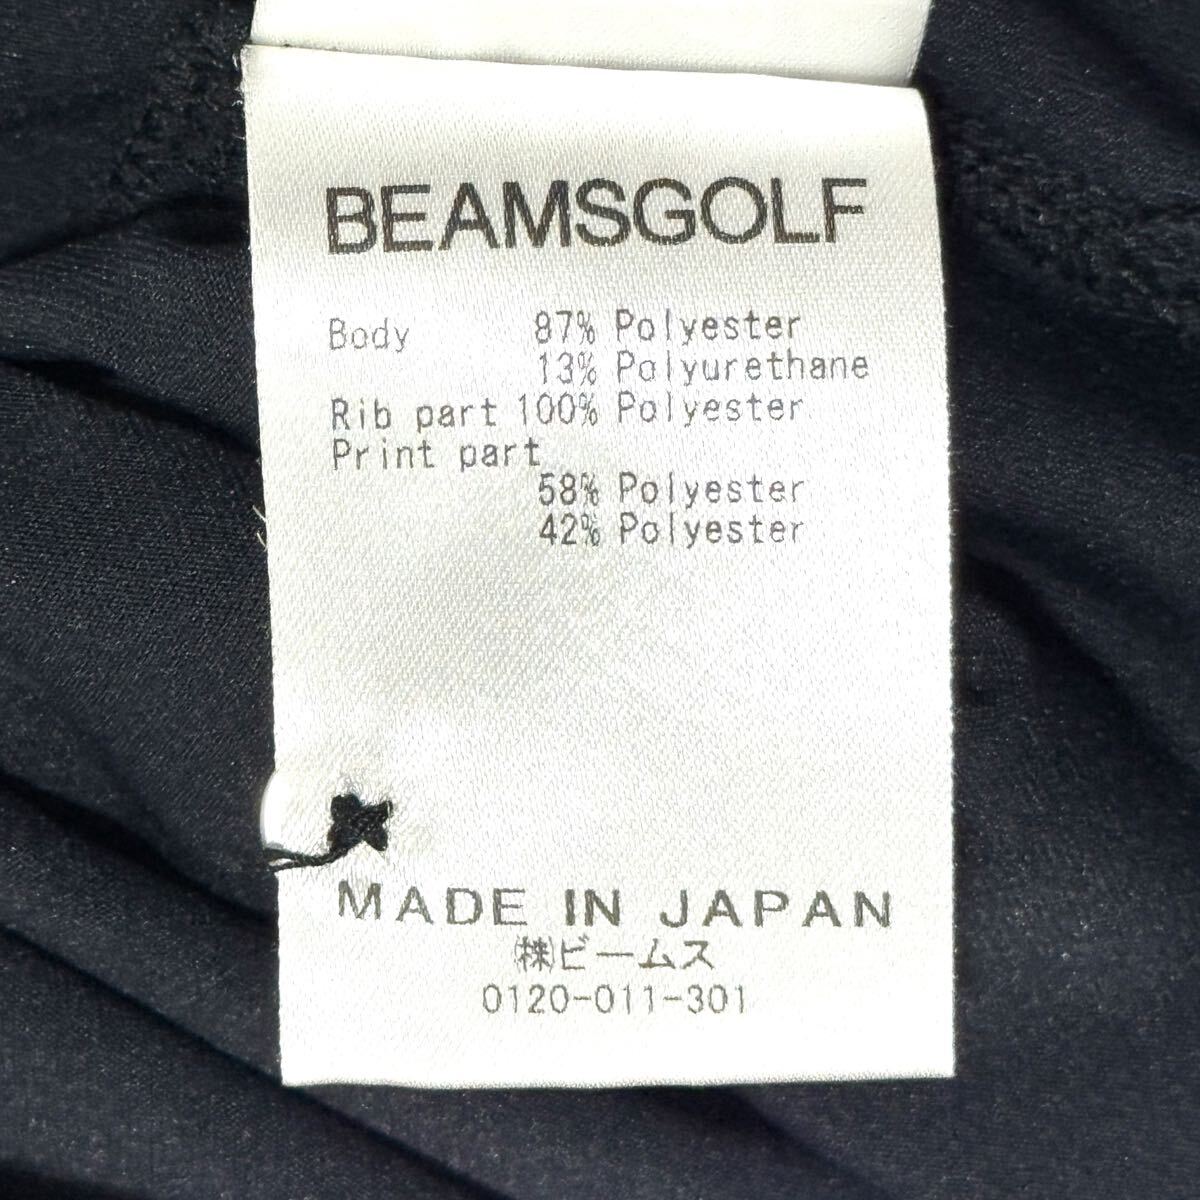 BEAMSGOLF
Body 87% Polyester
13% Polyurethane
Rib part 100% Polyester
Print part
58% Polyester
42% Polyester
MADE IN JAPAN
㈱ビームス
0120-011-301